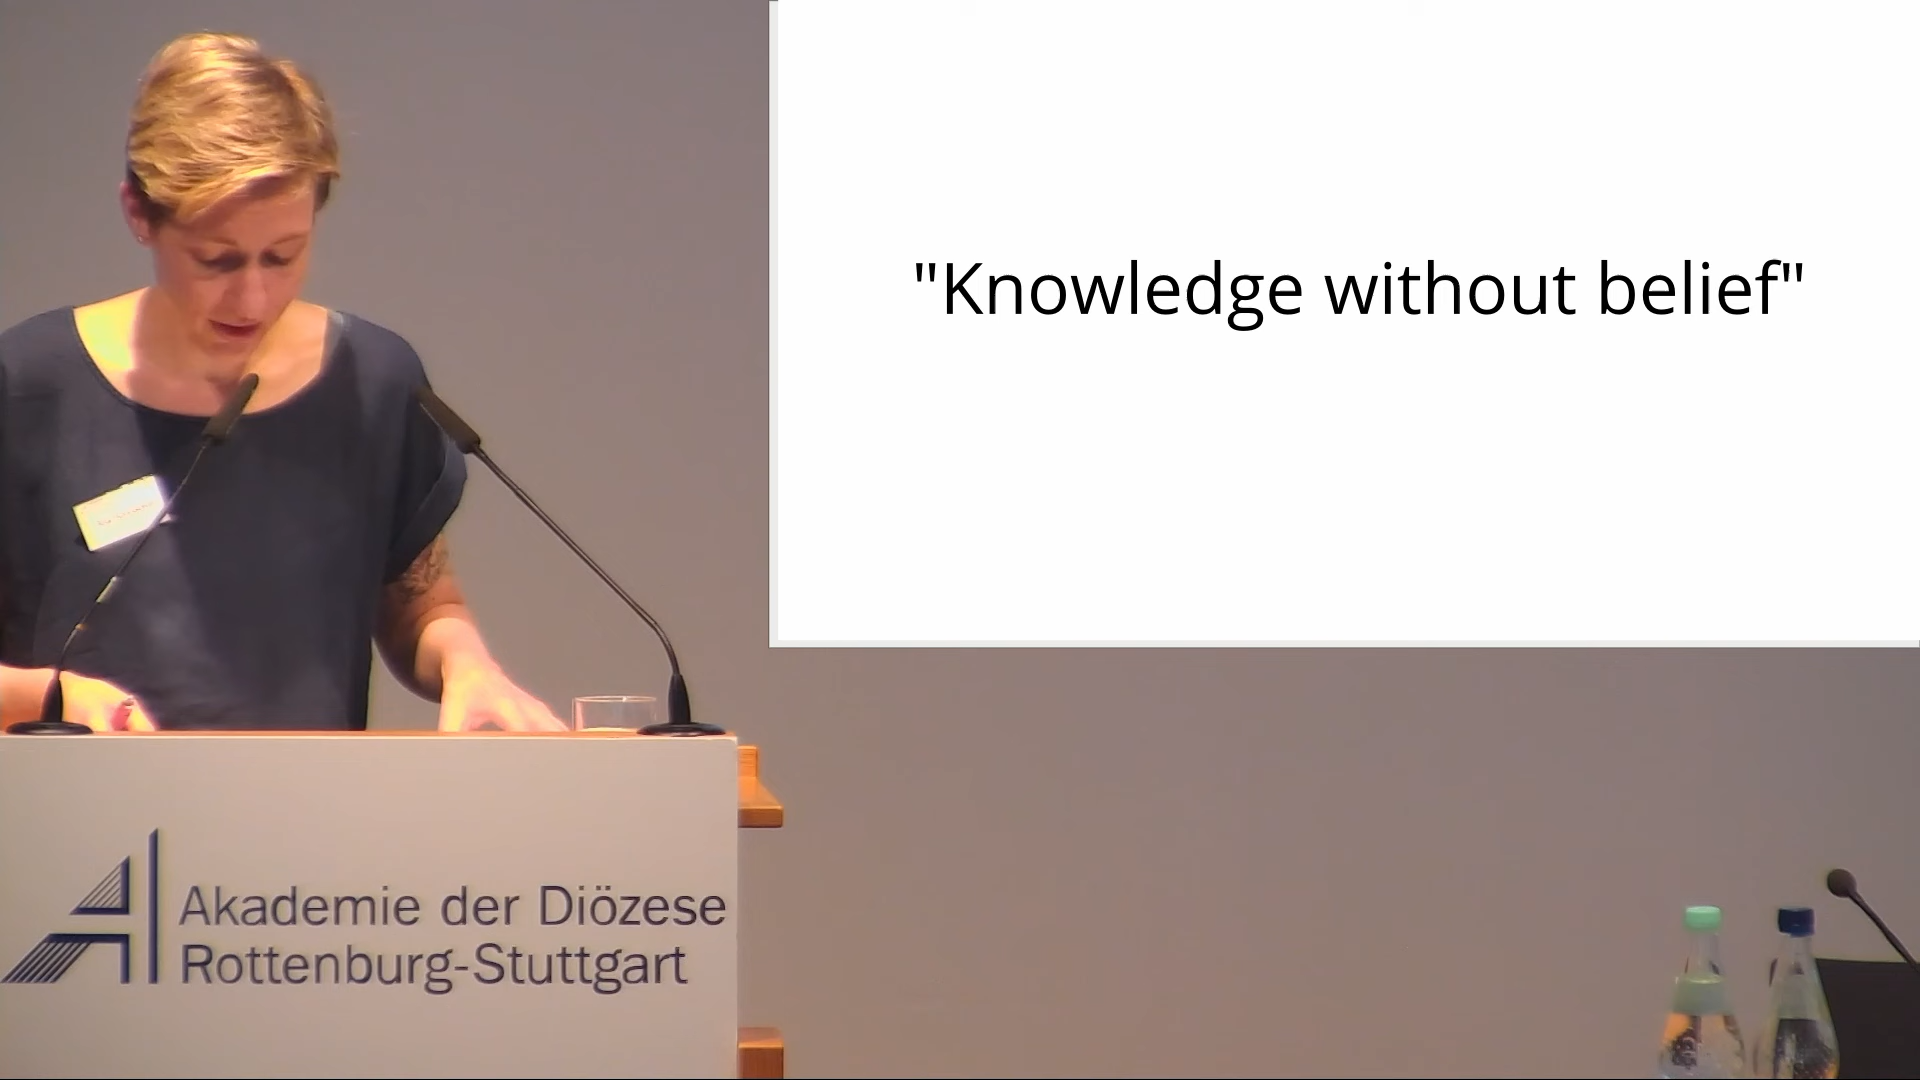 "Knowledge without belief"
Akademie der Diözese
Rottenburg-Stuttgart